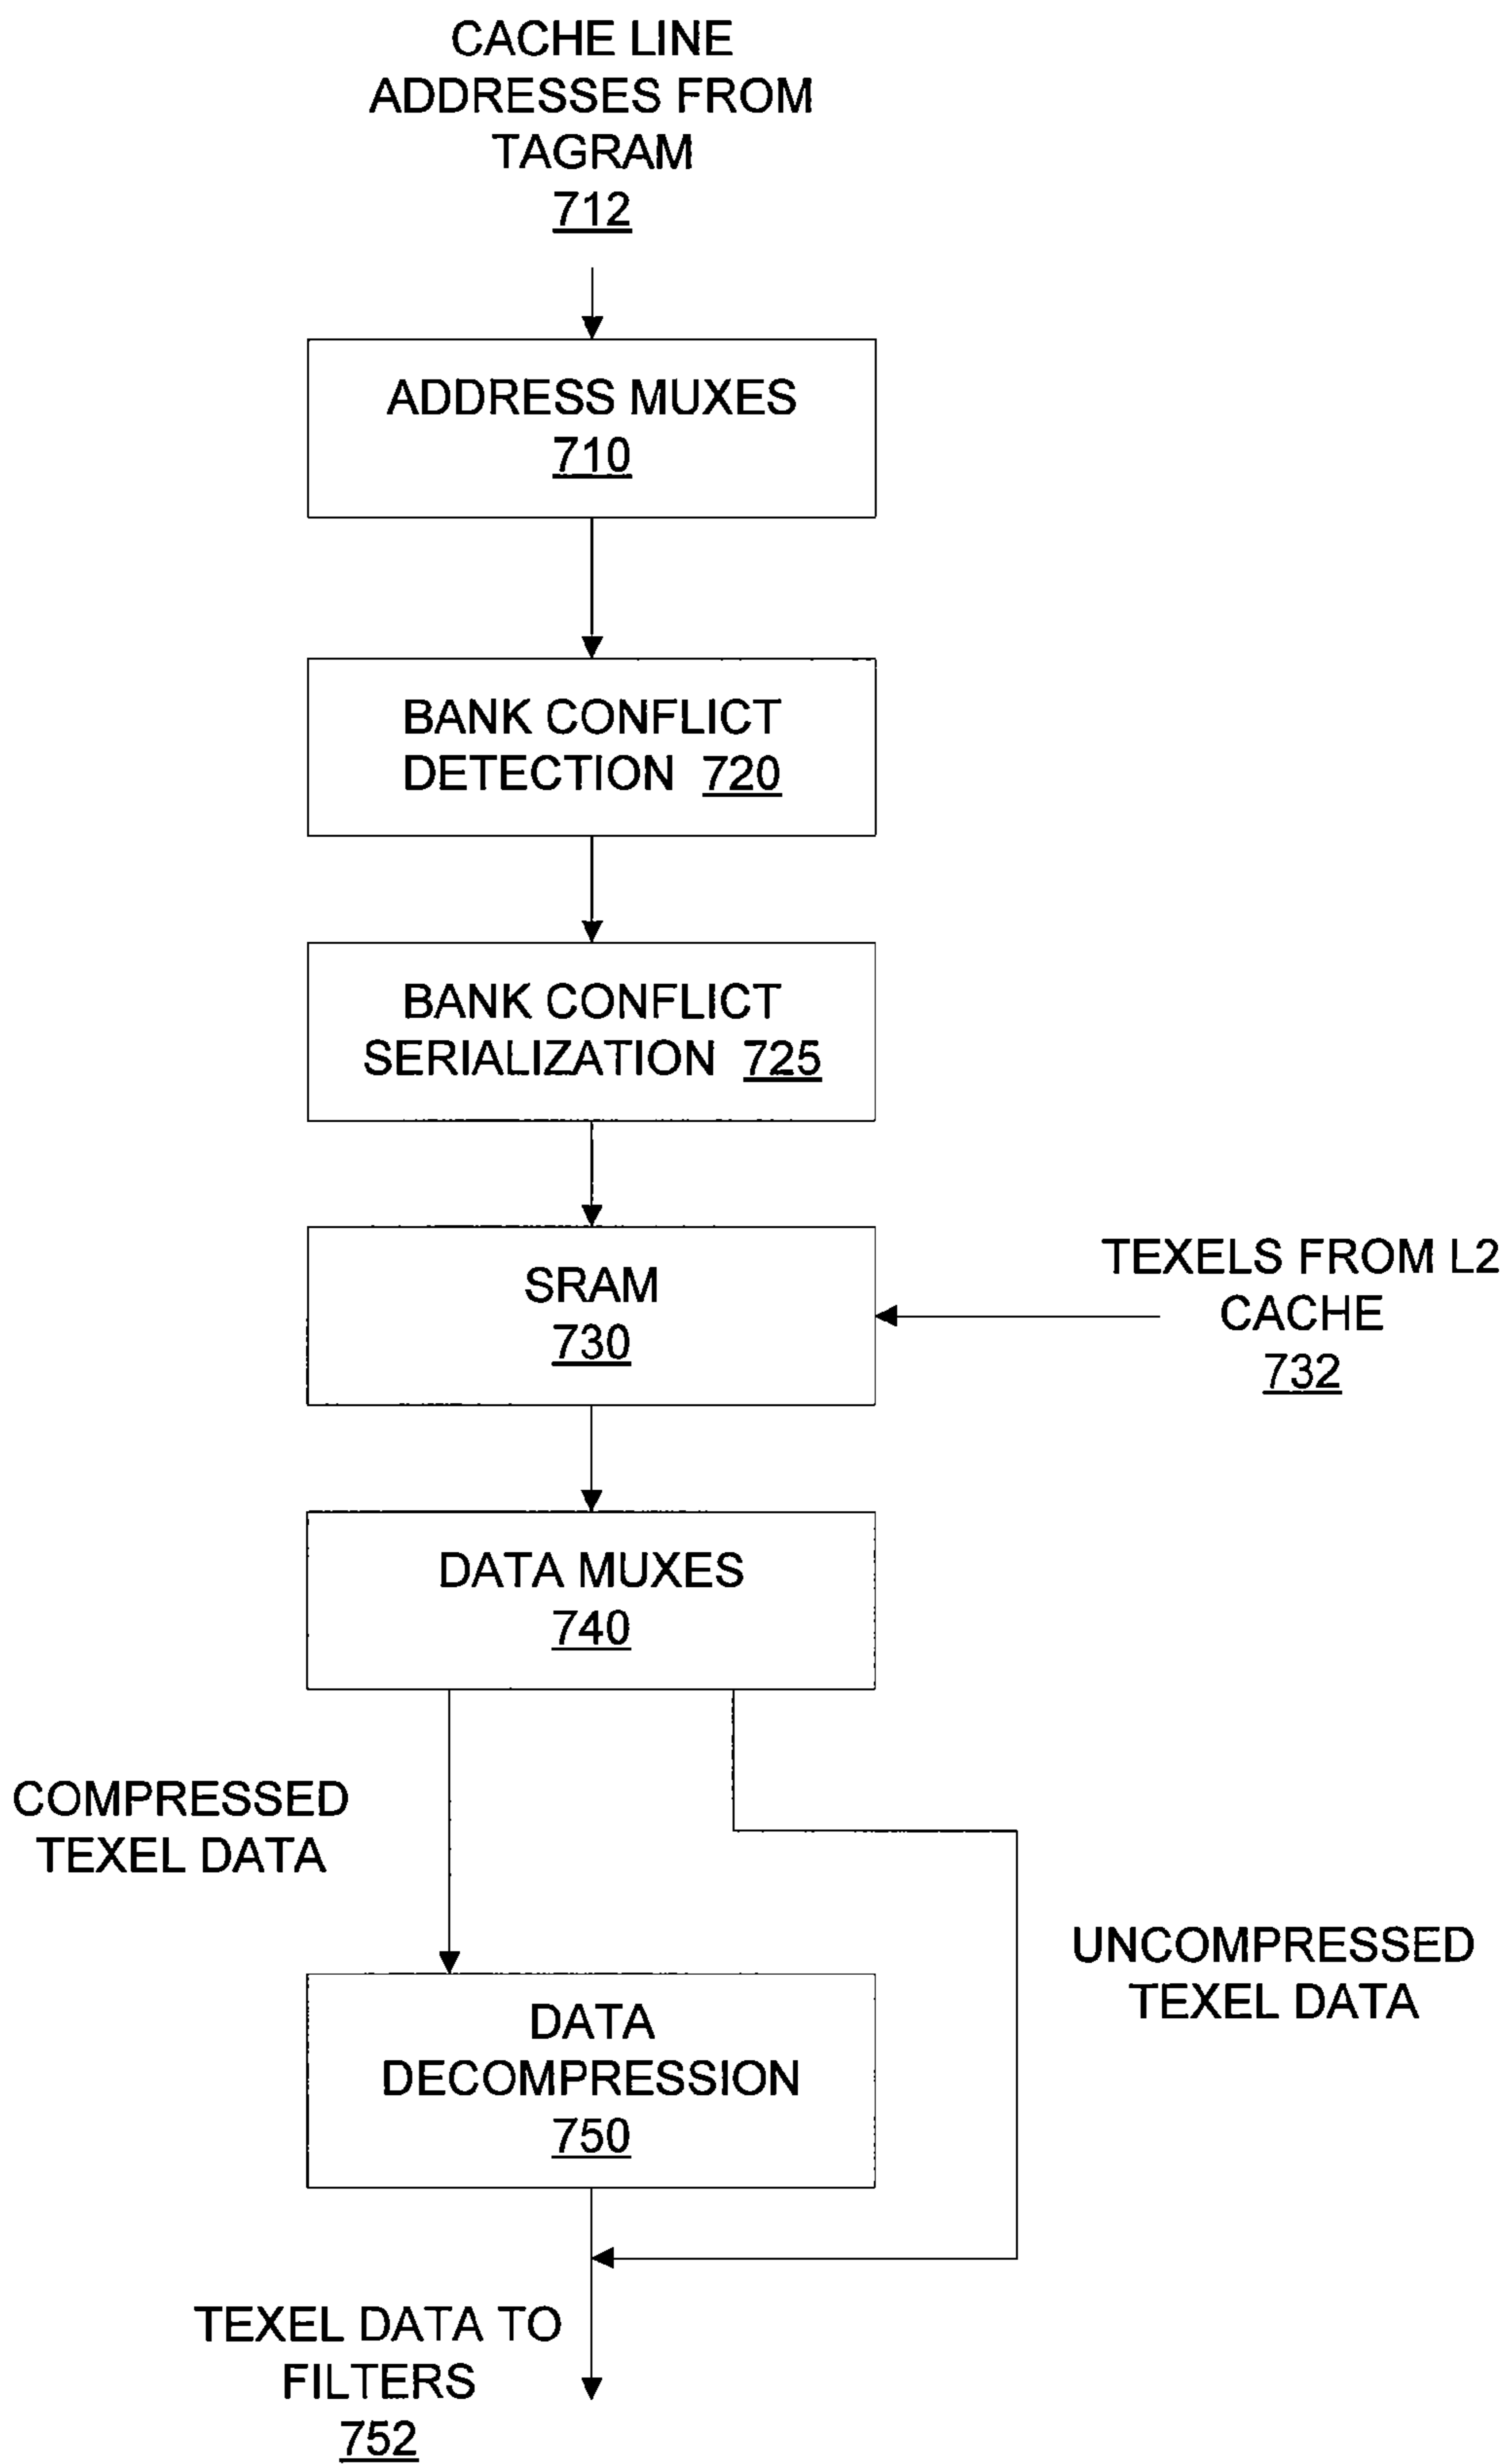 CACHE LINE
ADDRESSES FROM
TAGRAM
712
ADDRESS MUXES
710
BANK CONFLICT
DETECTION 720
BANK CONFLICT
SERIALIZATION 725
SRAM
730
TEXELS FROM L2
CACHE
732
DATA MUXES
740
COMPRESSED
TEXEL DATA
UNCOMPRESSED
TEXEL DATA
DATA
DECOMPRESSION
750
TEXEL DATA TO
FILTERS
752